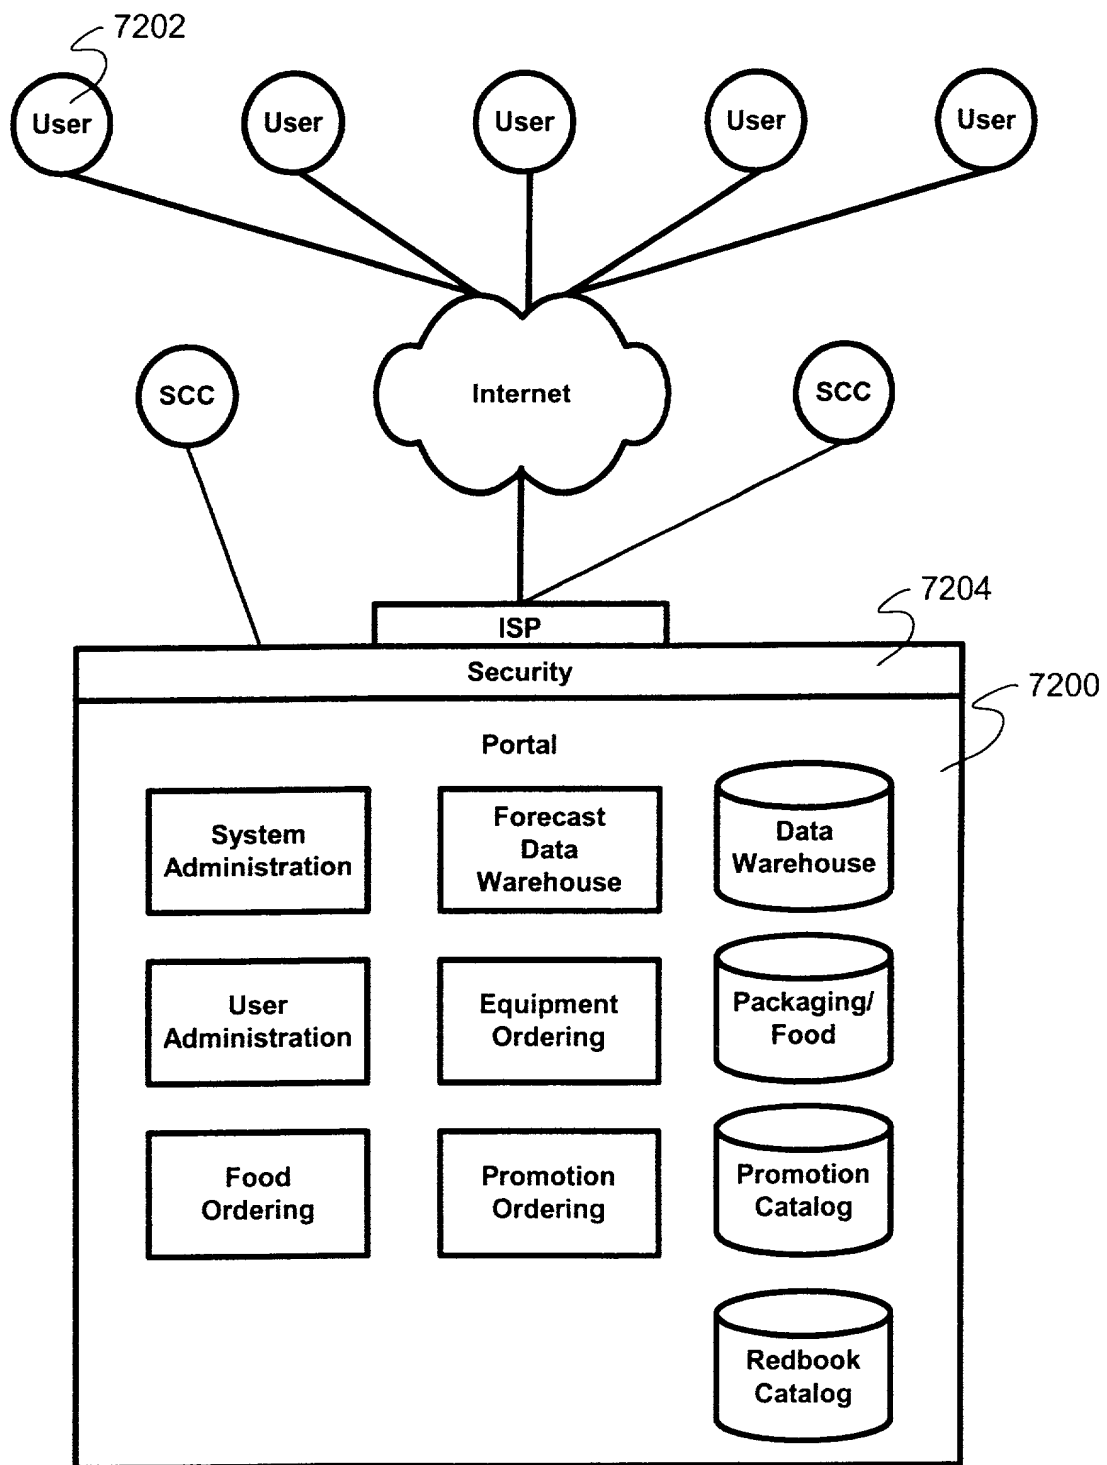 7202
User
User
User
User
User
SCC
Internet
SCC
7204
ISP
Security
7200
Portal
System
Administration
Forecast
Data
Warehouse
Data
Warehouse
User
Administration
Equipment
Ordering
Packaging/
Food
Food
Ordering
Promotion
Ordering
Promotion
Catalog
Redbook
Catalog